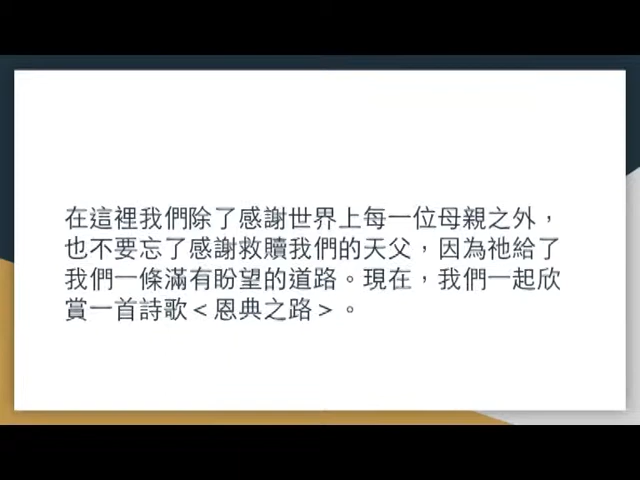 在這裡我們除了感謝世界上每一位母親之外，
也不要忘了感謝救贖我們的天父，因為祂給了
我們一條滿有盼望的道路。現在，我們一起欣
賞一首詩歌＜恩典之路＞。